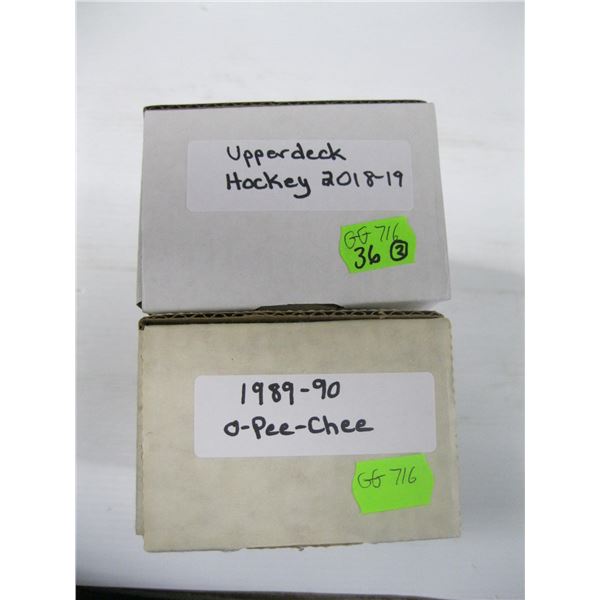 Upperdeck
Hockey 2018-19
GG 716
36 2
1989-90
O-Pee-Chee
GG 716